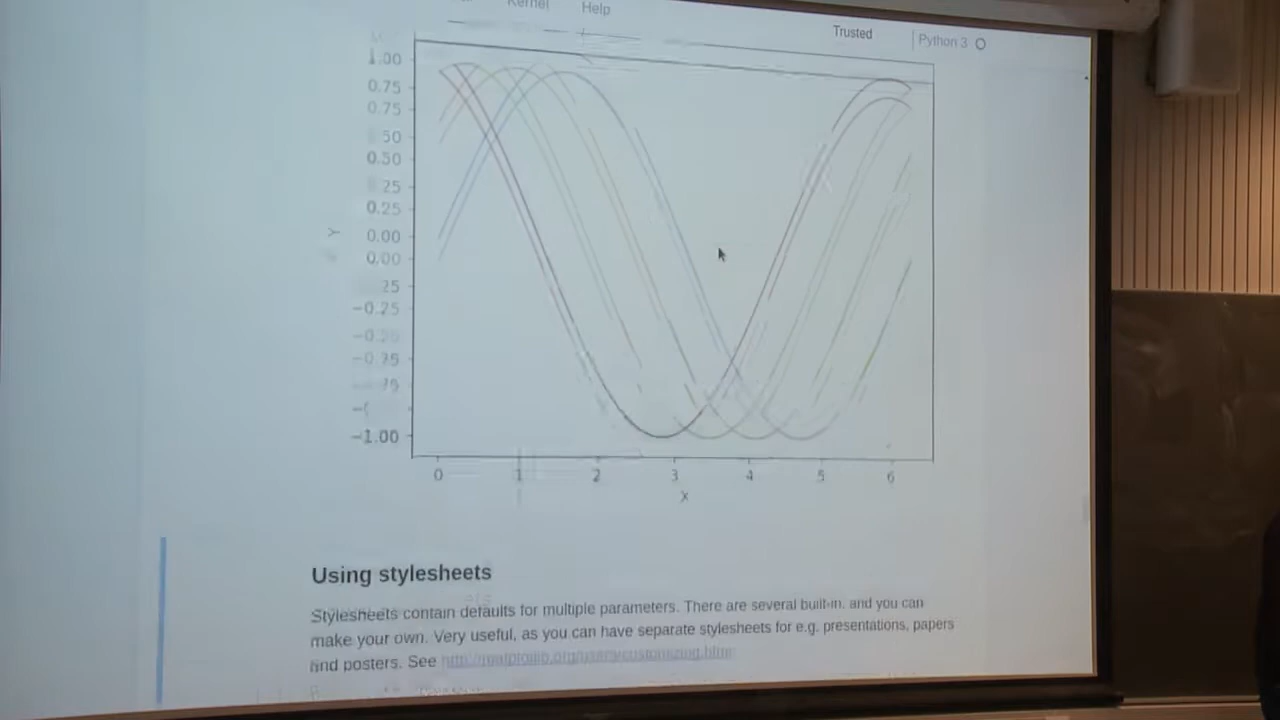 Kernel Help
Trusted Python 3
1.00
0.75
0.75
50
0.50
25
0.25
0.00
0.00
25
−0.25
−1.00
Y
0 1 2 3 4 5 6
X
Using stylesheets
Stylesheets contain defaults for multiple parameters. There are several built-in. and you can
make your own. Very useful, as you can have separate stylesheets for e.g. presentations, papers
and posters. See